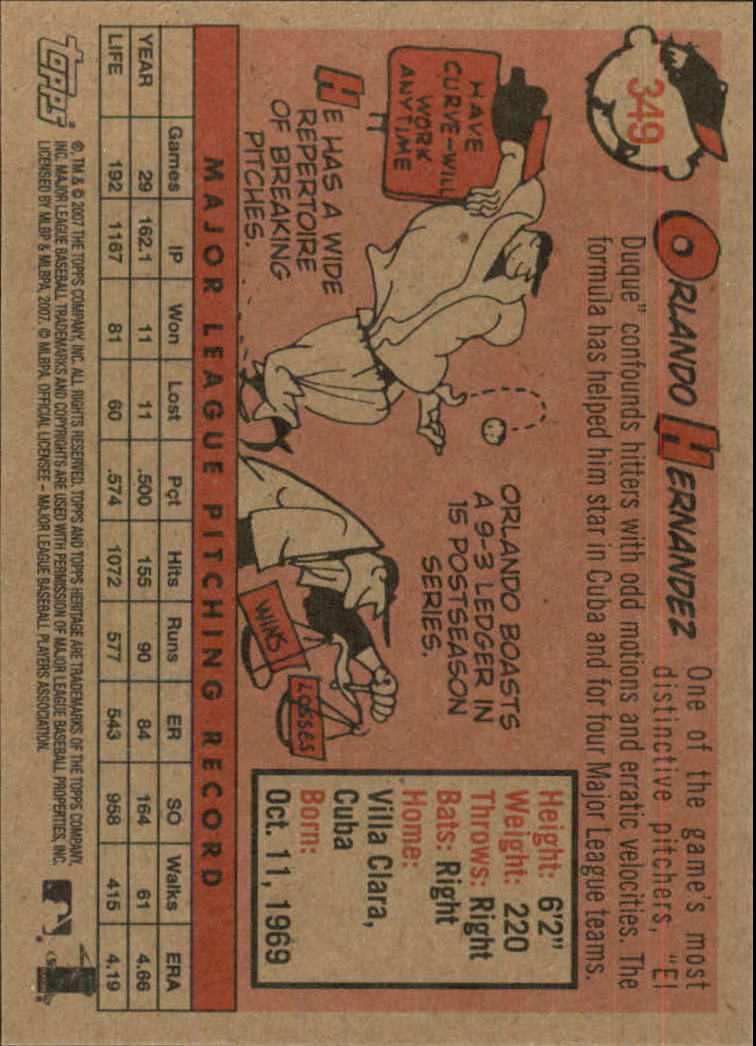 349
ORLANDO HERNANDEZ
One of the game's most
distinctive pitchers, "El
Duque" confounds hitters with odd motions and erratic velocities. The
formula has helped him star in Cuba and for four Major League teams.
HAVE
CURVE-WILL
WORK
ANYTIME
HE HAS A WIDE
REPERTOIRE
OF BREAKING
PITCHES.
ORLANDO BOASTS
A 9-3 LEDGER IN
15 POSTSEASON
SERIES.
WINS
LOSSES
Height: 6'2"
Weight: 220
Throws: Right
Bats: Right
Home:
Villa Clara,
Cuba
Born:
Oct. 11, 1969
MAJOR LEAGUE PITCHING RECORD
Games IP Won Lost Pct Hits Runs ER SO Walks ERA
YEAR 29 162.1 11 11 .500 155 90 84 164 61 4.66
LIFE 192 1167 81 60 .574 1072 577 543 958 415 4.19
Topps
®, TM & © 2007 THE TOPPS COMPANY, INC. ALL RIGHTS RESERVED. TOPPS AND TOPPS HERITAGE ARE TRADEMARKS OF THE TOPPS COMPANY,
INC. MAJOR LEAGUE BASEBALL TRADEMARKS AND COPYRIGHTS ARE USED WITH PERMISSION OF MAJOR LEAGUE BASEBALL PROPERTIES, INC.
LICENSED BY MLBP & MLBPA, 2007. © MLBPA. OFFICIAL LICENSEE – MAJOR LEAGUE BASEBALL PLAYERS ASSOCIATION.